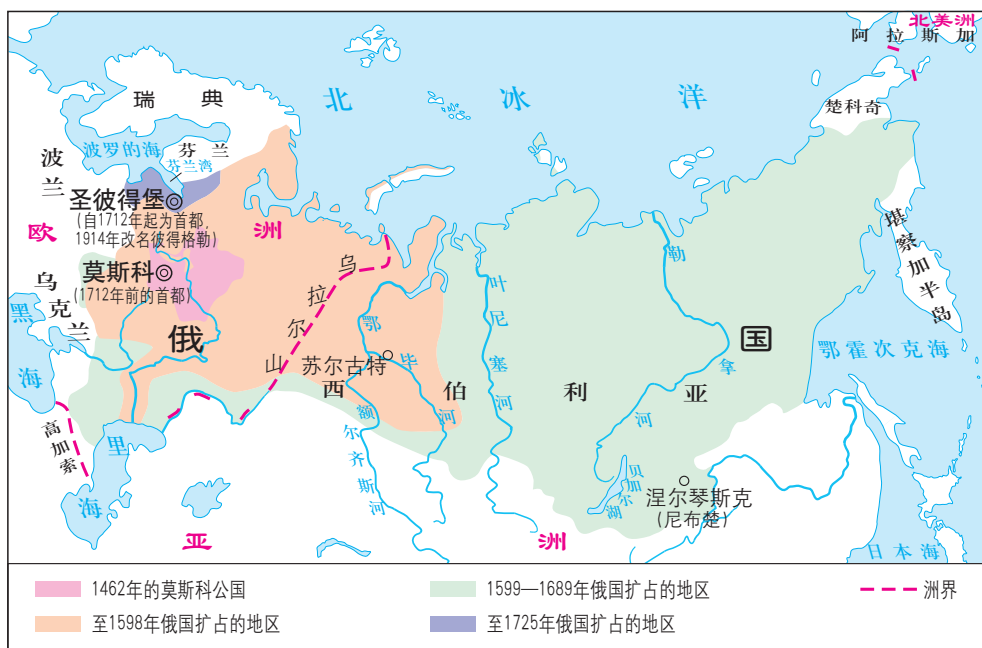 北美洲
阿拉斯加
楚科奇
瑞典
北冰洋
波罗的海
芬兰
芬兰湾
波兰
圣彼得堡
(自1712年起为首都，
1914年改名彼得格勒)
欧洲
莫斯科
(1712年前的首都)
乌克兰
黑海
俄国
乌拉尔山
鄂毕河
叶尼塞河
勒拿河
堪察加半岛
鄂霍次克海
苏尔古特
西伯利亚
额尔齐斯河
高加索
里海
贝加尔湖
涅尔琴斯克
(尼布楚)
亚洲
日本海
1462年的莫斯科公国
1599—1689年俄国扩占的地区
洲界
至1598年俄国扩占的地区
至1725年俄国扩占的地区